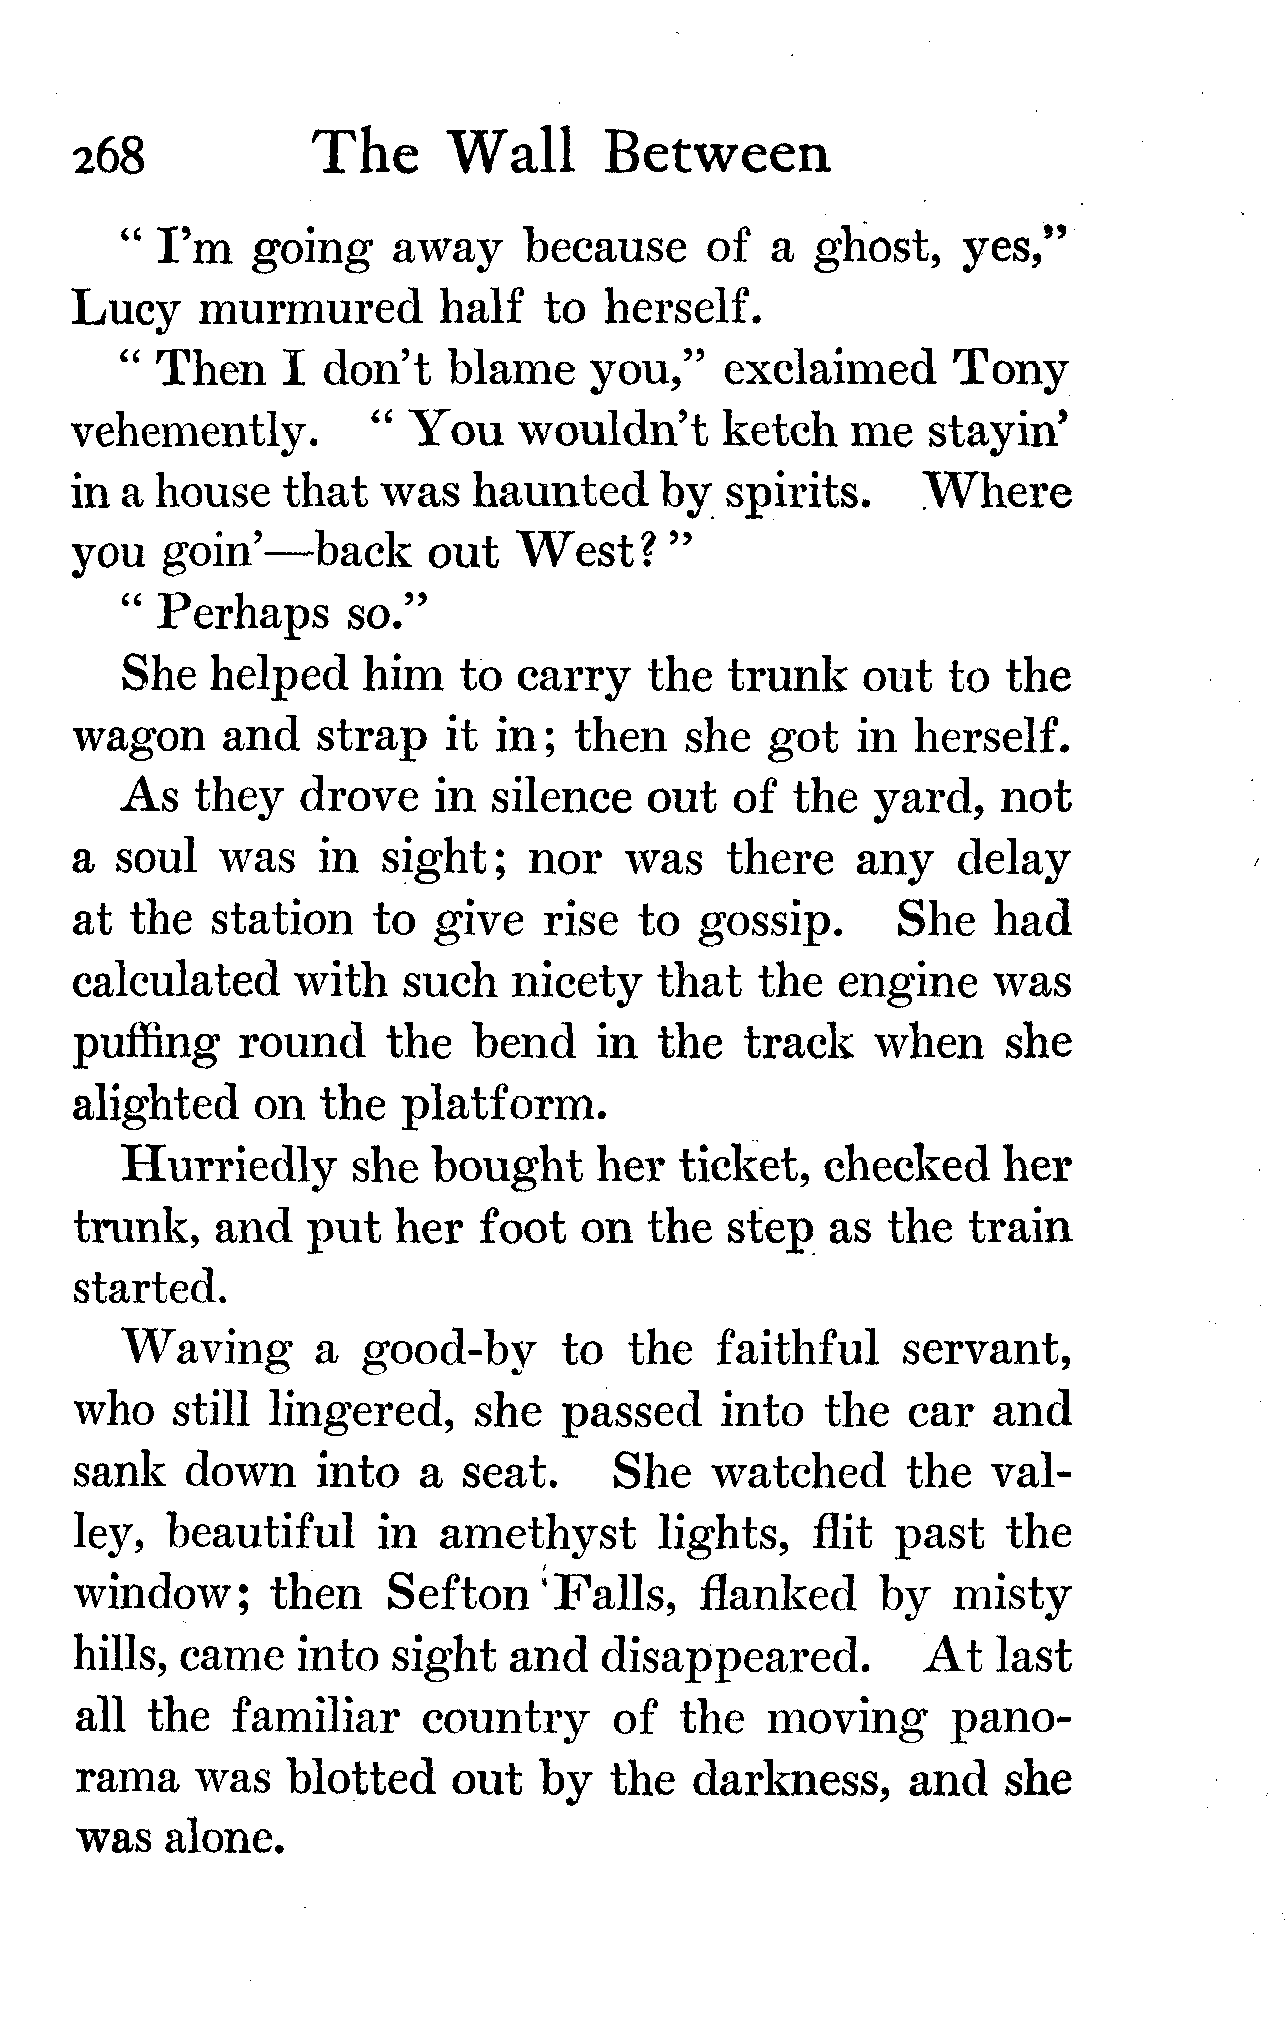 268 The Wall Between
“ I’m going away because of a ghost, yes,”
Lucy murmured half to herself.
“ Then I don’t blame you,” exclaimed Tony
vehemently. “ You wouldn’t ketch me stayin’
in a house that was haunted by spirits. Where
you goin’—back out West? ”
“ Perhaps so.”
She helped him to carry the trunk out to the
wagon and strap it in; then she got in herself.
As they drove in silence out of the yard, not
a soul was in sight; nor was there any delay
at the station to give rise to gossip. She had
calculated with such nicety that the engine was
puffing round the bend in the track when she
alighted on the platform.
Hurriedly she bought her ticket, checked her
trunk, and put her foot on the step as the train
started.
Waving a good-by to the faithful servant,
who still lingered, she passed into the car and
sank down into a seat. She watched the val-
ley, beautiful in amethyst lights, flit past the
window; then Sefton Falls, flanked by misty
hills, came into sight and disappeared. At last
all the familiar country of the moving pano-
rama was blotted out by the darkness, and she
was alone.